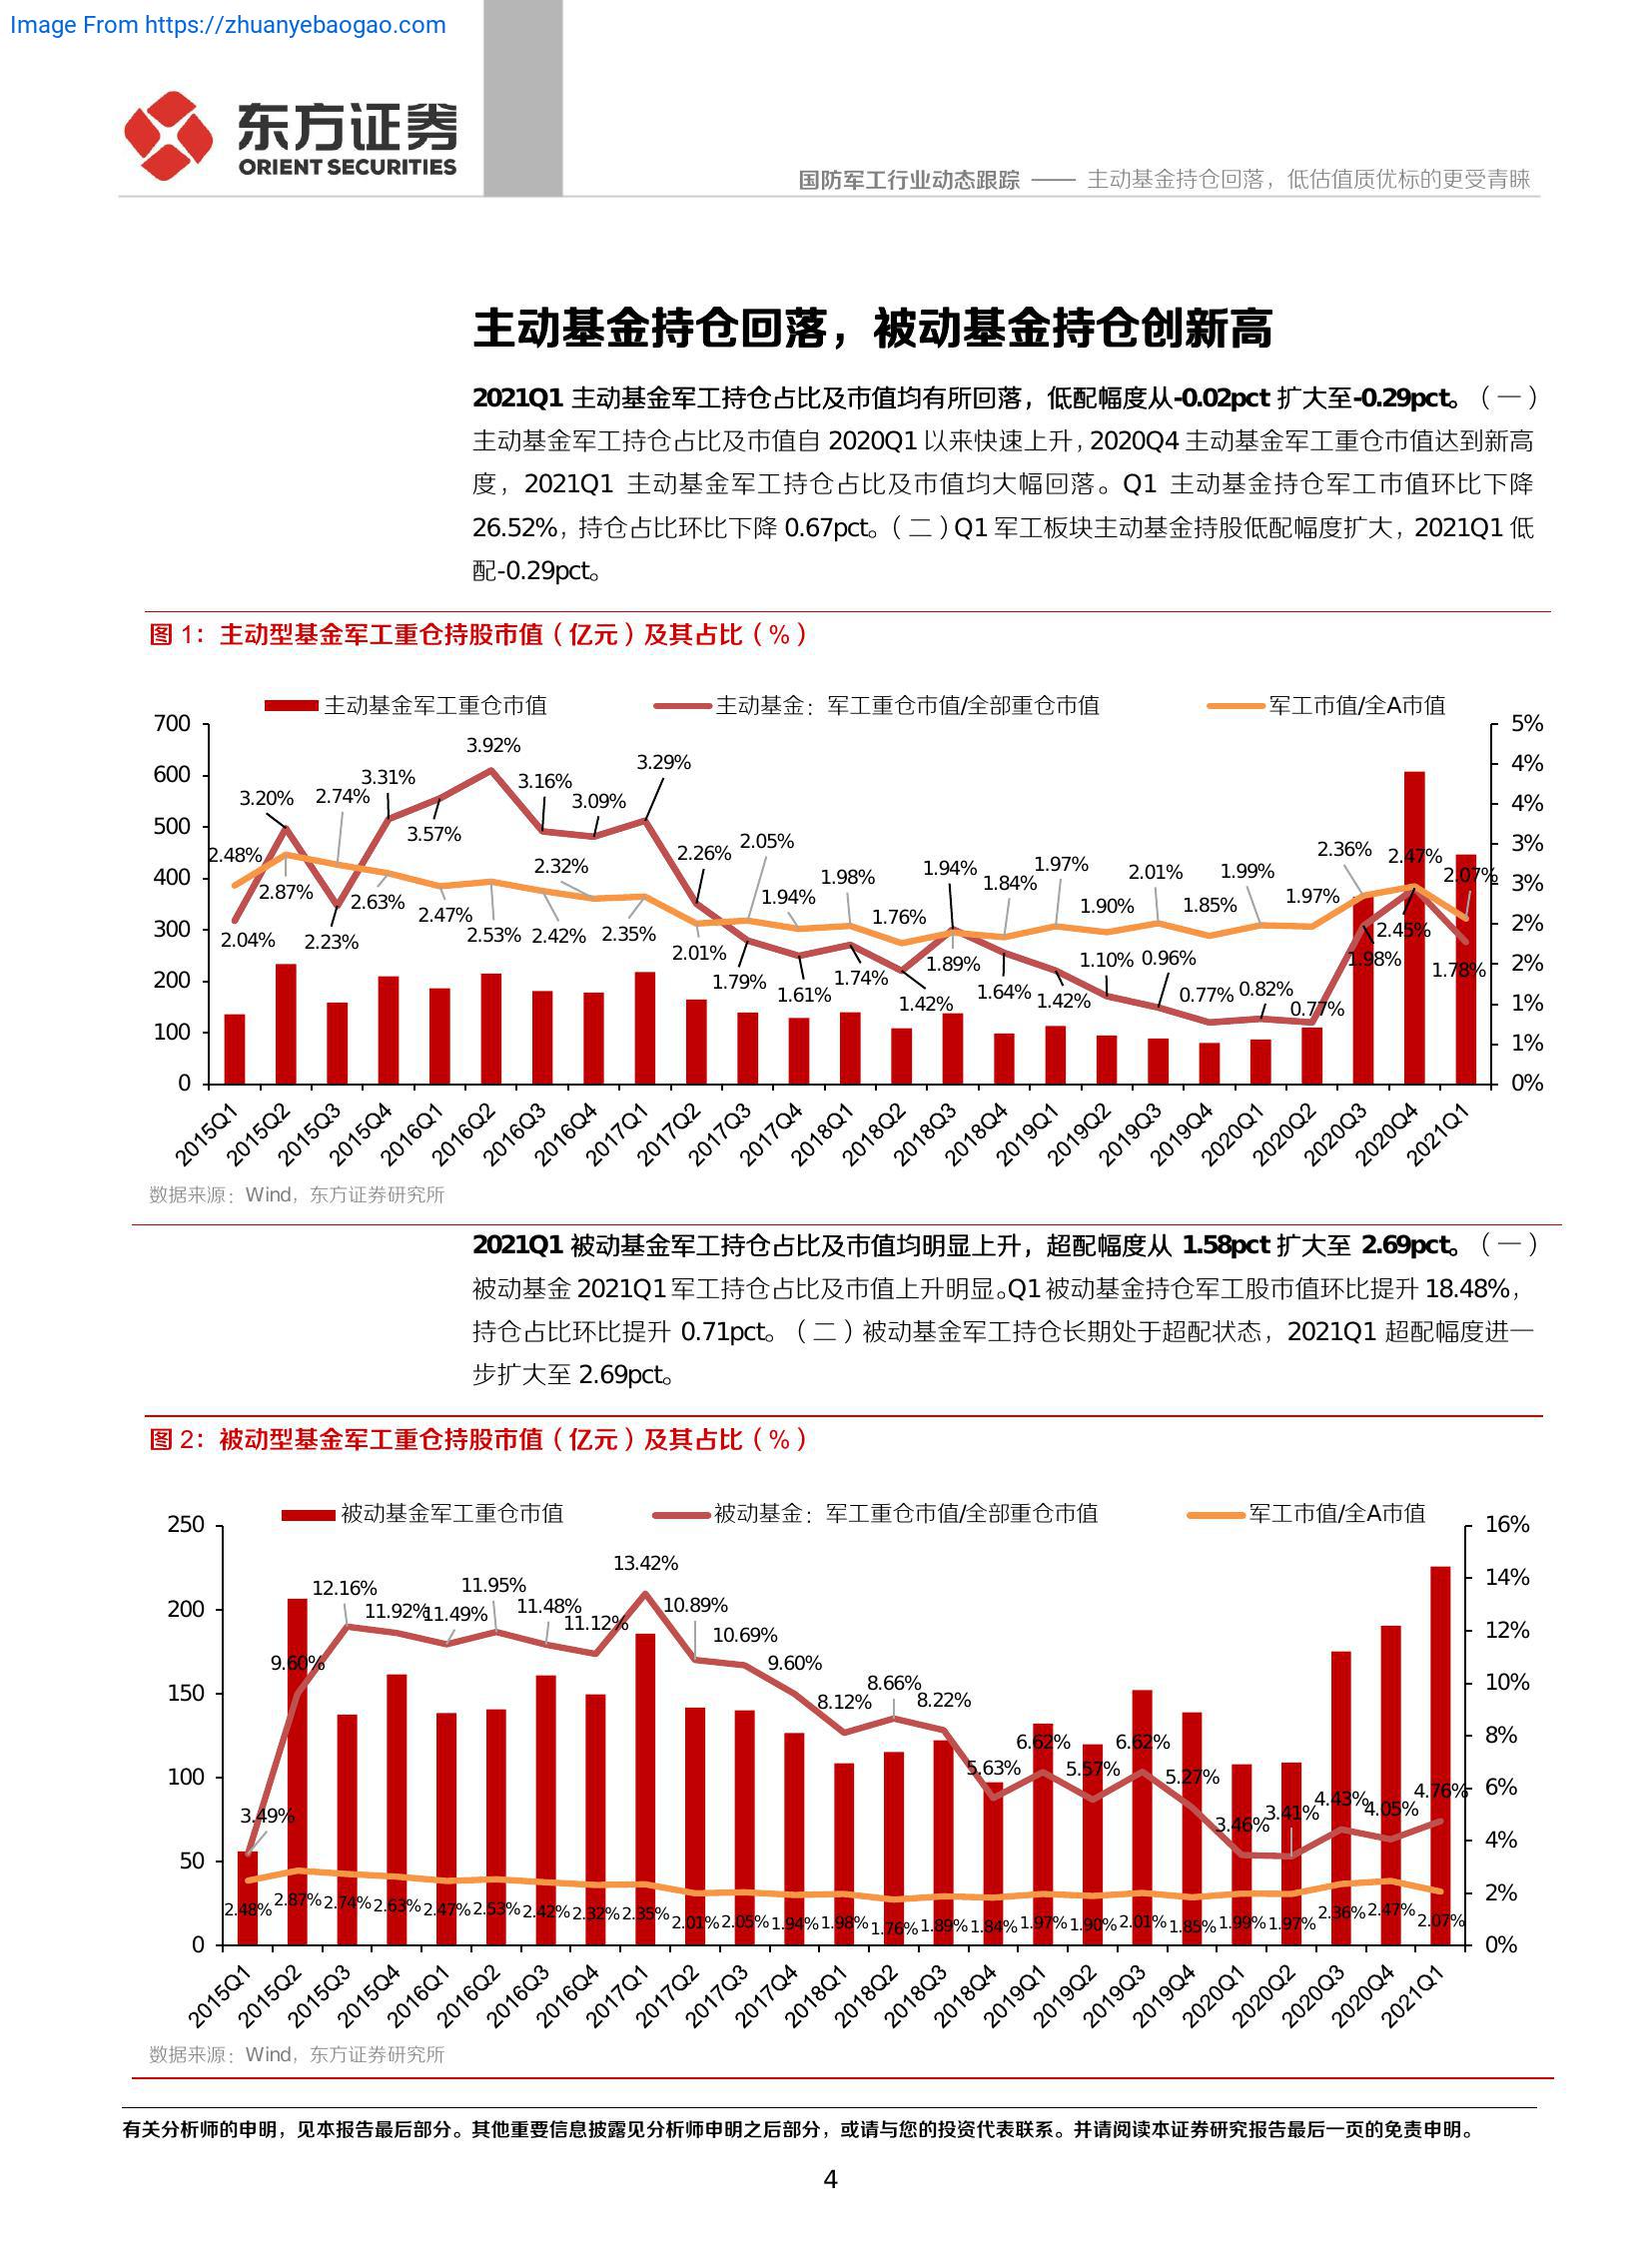 Image From https://zhuanyebaogao.com
东方证券
ORIENT SECURITIES
国防军工行业动态跟踪 —— 主动基金持仓回落，低估值质优标的更受青睐
主动基金持仓回落，被动基金持仓创新高
2021Q1 主动基金军工持仓占比及市值均有所回落，低配幅度从-0.02pct 扩大至-0.29pct。（一）
主动基金军工持仓占比及市值自 2020Q1 以来快速上升，2020Q4 主动基金军工重仓市值达到新高
度，2021Q1 主动基金军工持仓占比及市值均大幅回落。Q1 主动基金持仓军工市值环比下降
26.52%，持仓占比环比下降 0.67pct。（二）Q1 军工板块主动基金持股低配幅度扩大，2021Q1 低
配-0.29pct。
图 1：主动型基金军工重仓持股市值（亿元）及其占比（%）
主动基金军工重仓市值 主动基金：军工重仓市值/全部重仓市值 军工市值/全A市值
700 600 500 400 300 200 100 0
5% 4% 4% 3% 3% 2% 2% 1% 1% 0%
2.04% 3.20% 2.23% 3.31% 3.57% 3.92% 3.16% 3.09% 3.29% 2.26% 1.79% 1.61% 1.74% 1.42% 1.94% 1.64% 1.42% 1.10% 0.96% 0.77% 0.82% 0.77% 1.98% 2.45% 1.78%
2.48% 2.87% 2.74% 2.63% 2.47% 2.53% 2.42% 2.32% 2.35% 2.01% 2.05% 1.94% 1.98% 1.76% 1.89% 1.84% 1.97% 1.90% 2.01% 1.85% 1.99% 1.97% 2.36% 2.47% 2.07%
2015Q1 2015Q2 2015Q3 2015Q4 2016Q1 2016Q2 2016Q3 2016Q4 2017Q1 2017Q2 2017Q3 2017Q4 2018Q1 2018Q2 2018Q3 2018Q4 2019Q1 2019Q2 2019Q3 2019Q4 2020Q1 2020Q2 2020Q3 2020Q4 2021Q1
数据来源：Wind，东方证券研究所
2021Q1 被动基金军工持仓占比及市值均明显上升，超配幅度从 1.58pct 扩大至 2.69pct。（一）
被动基金 2021Q1 军工持仓占比及市值上升明显。Q1 被动基金持仓军工股市值环比提升 18.48%，
持仓占比环比提升 0.71pct。（二）被动基金军工持仓长期处于超配状态，2021Q1 超配幅度进一
步扩大至 2.69pct。
图 2：被动型基金军工重仓持股市值（亿元）及其占比（%）
被动基金军工重仓市值 被动基金：军工重仓市值/全部重仓市值 军工市值/全A市值
250 200 150 100 50 0
16% 14% 12% 10% 8% 6% 4% 2% 0%
3.49% 9.60% 12.16% 11.92% 11.49% 11.95% 11.48% 11.12% 13.42% 10.89% 10.69% 9.60% 8.12% 8.66% 8.22% 5.63% 6.62% 5.57% 6.62% 5.27% 3.46% 3.41% 4.43% 4.05% 4.76%
2.48% 2.87% 2.74% 2.63% 2.47% 2.53% 2.42% 2.32% 2.35% 2.01% 2.05% 1.94% 1.98% 1.76% 1.89% 1.84% 1.97% 1.90% 2.01% 1.85% 1.99% 1.97% 2.36% 2.47% 2.07%
2015Q1 2015Q2 2015Q3 2015Q4 2016Q1 2016Q2 2016Q3 2016Q4 2017Q1 2017Q2 2017Q3 2017Q4 2018Q1 2018Q2 2018Q3 2018Q4 2019Q1 2019Q2 2019Q3 2019Q4 2020Q1 2020Q2 2020Q3 2020Q4 2021Q1
数据来源：Wind，东方证券研究所
有关分析师的申明，见本报告最后部分。其他重要信息披露见分析师申明之后部分，或请与您的投资代表联系。并请阅读本证券研究报告最后一页的免责申明。
4